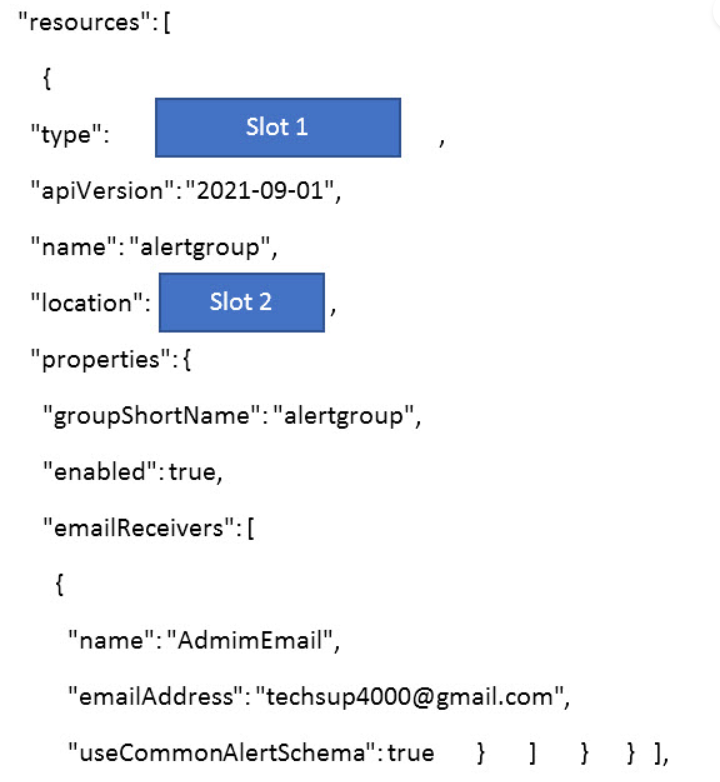 "resources":[
{
"type": Slot 1 ,
"apiVersion":"2021-09-01",
"name":"alertgroup",
"location": Slot 2 ,
"properties":{
"groupShortName":"alertgroup",
"enabled":true,
"emailReceivers":[
{
"name":"AdmimEmail",
"emailAddress":"techsup4000@gmail.com",
"useCommonAlertSchema":true } ] } } ],